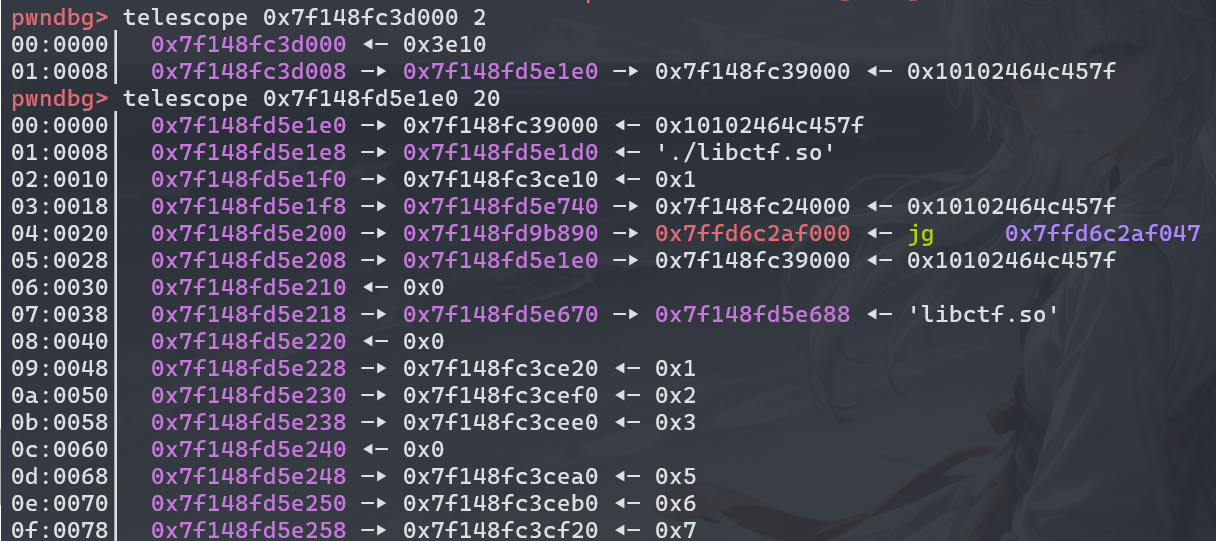 pwndbg> telescope 0x7f148fc3d000 2
00:0000│  0x7f148fc3d000 ◂— 0x3e10
01:0008│  0x7f148fc3d008 —▸ 0x7f148fd5e1e0 —▸ 0x7f148fc39000 ◂— 0x10102464c457f
pwndbg> telescope 0x7f148fd5e1e0 20
00:0000│  0x7f148fd5e1e0 —▸ 0x7f148fc39000 ◂— 0x10102464c457f
01:0008│  0x7f148fd5e1e8 —▸ 0x7f148fd5e1d0 ◂— './libctf.so'
02:0010│  0x7f148fd5e1f0 —▸ 0x7f148fc3ce10 ◂— 0x1
03:0018│  0x7f148fd5e1f8 —▸ 0x7f148fd5e740 —▸ 0x7f148fc24000 ◂— 0x10102464c457f
04:0020│  0x7f148fd5e200 —▸ 0x7f148fd9b890 —▸ 0x7ffd6c2af000 ◂— jg     0x7ffd6c2af047
05:0028│  0x7f148fd5e208 —▸ 0x7f148fd5e1e0 —▸ 0x7f148fc39000 ◂— 0x10102464c457f
06:0030│  0x7f148fd5e210 ◂— 0x0
07:0038│  0x7f148fd5e218 —▸ 0x7f148fd5e670 —▸ 0x7f148fd5e688 ◂— 'libctf.so'
08:0040│  0x7f148fd5e220 ◂— 0x0
09:0048│  0x7f148fd5e228 —▸ 0x7f148fc3ce20 ◂— 0x1
0a:0050│  0x7f148fd5e230 —▸ 0x7f148fc3cef0 ◂— 0x2
0b:0058│  0x7f148fd5e238 —▸ 0x7f148fc3cee0 ◂— 0x3
0c:0060│  0x7f148fd5e240 ◂— 0x0
0d:0068│  0x7f148fd5e248 —▸ 0x7f148fc3cea0 ◂— 0x5
0e:0070│  0x7f148fd5e250 —▸ 0x7f148fc3ceb0 ◂— 0x6
0f:0078│  0x7f148fd5e258 —▸ 0x7f148fc3cf20 ◂— 0x7